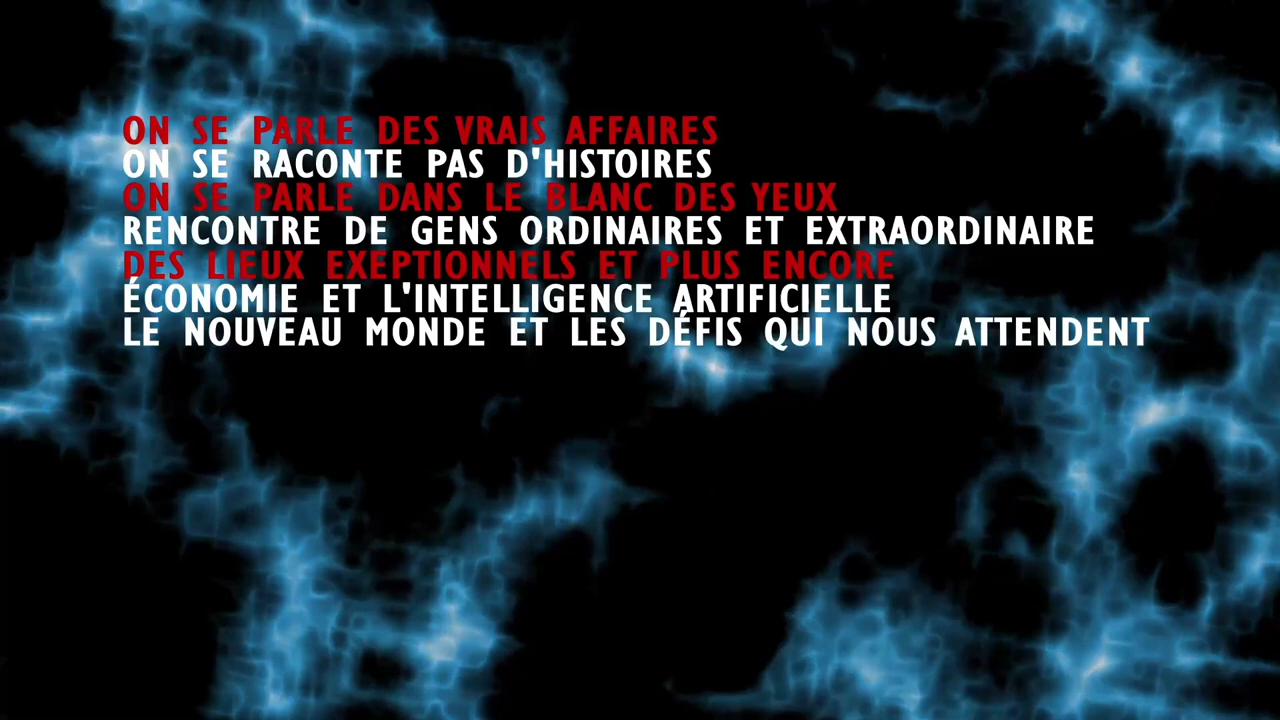 ON SE PARLE DES VRAIS AFFAIRES
ON SE RACONTE PAS D'HISTOIRES
ON SE PARLE DANS LE BLANC DES YEUX
RENCONTRE DE GENS ORDINAIRES ET EXTRAORDINAIRE
DES LIEUX EXEPTIONNELS ET PLUS ENCORE
ÉCONOMIE ET L'INTELLIGENCE ARTIFICIELLE
LE NOUVEAU MONDE ET LES DÉFIS QUI NOUS ATTENDENT